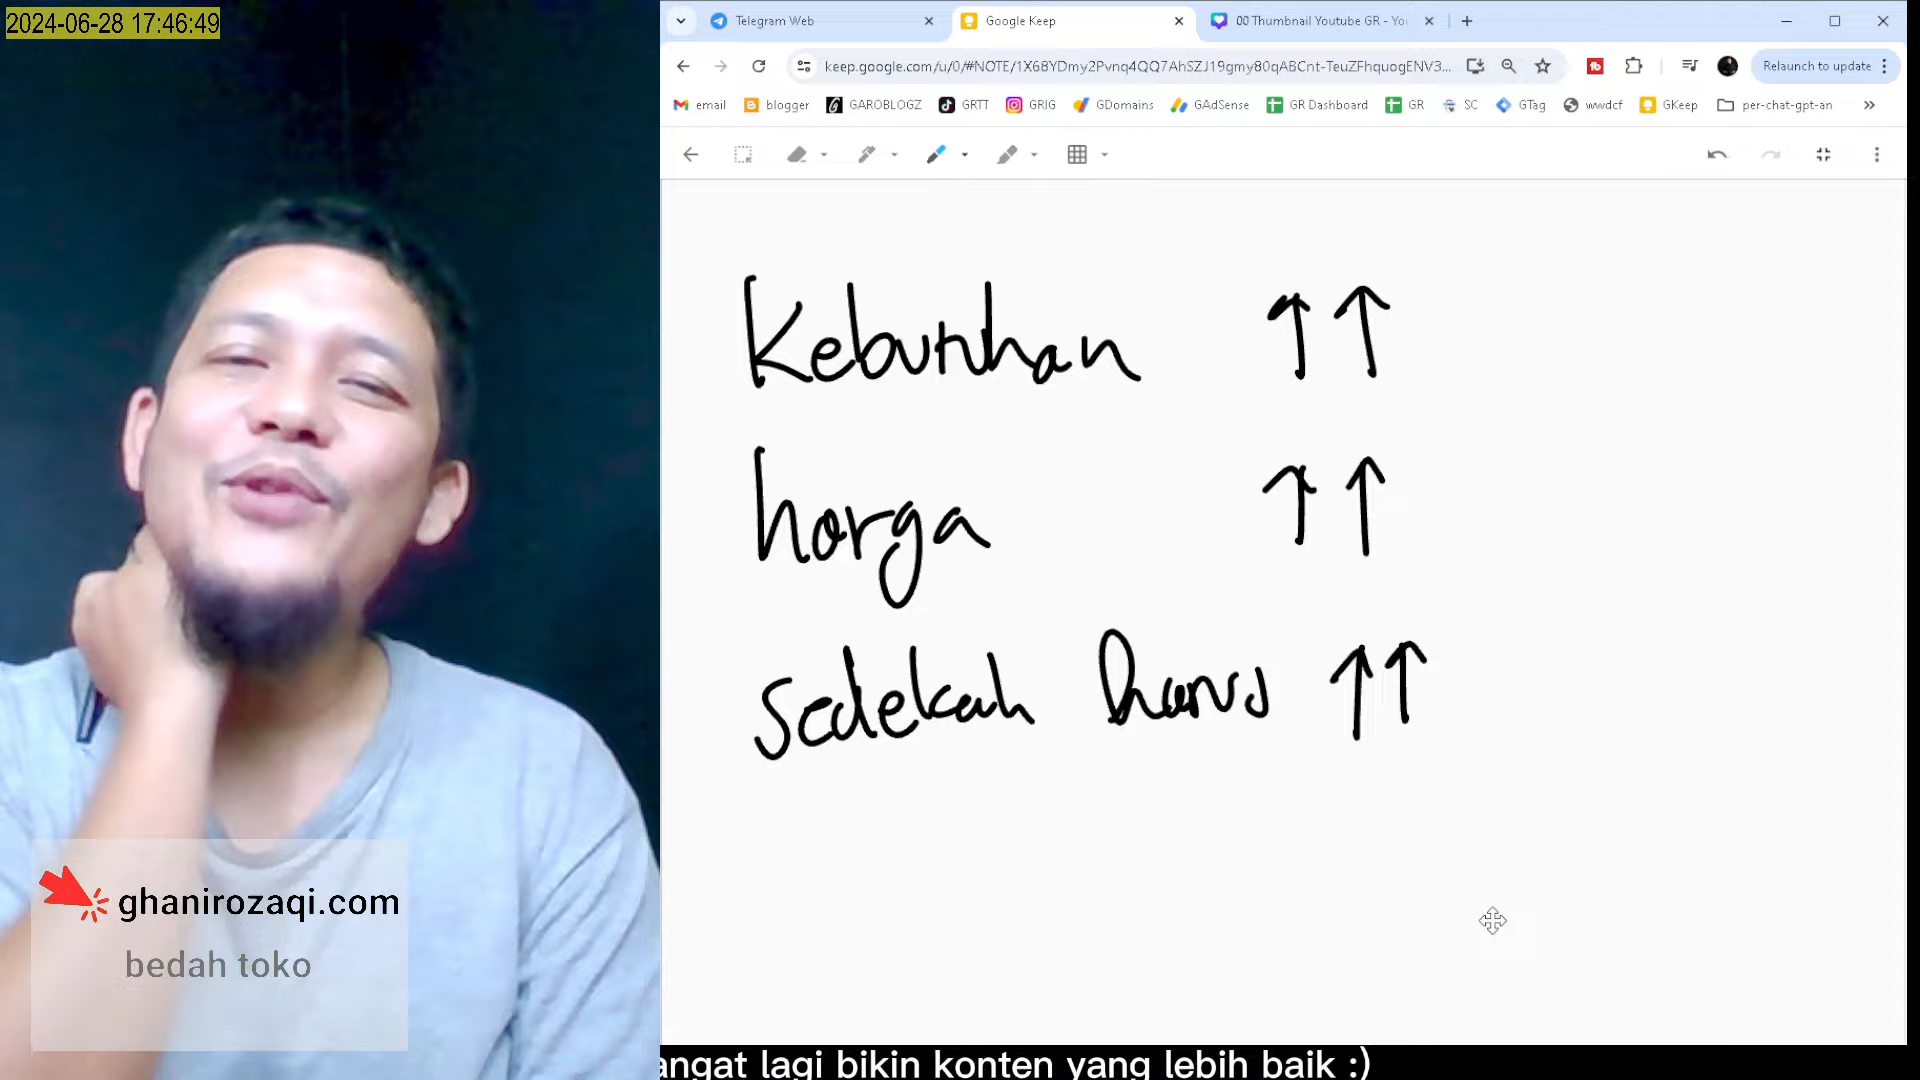 2024-06-28 17:46:49
Telegram Web
Google Keep
00 Thumbnail Youtube GR - Yo
keep.google.com/u/0/#NOTE/1X68YDmy2Pvnq4QQ7AhSZJ19gmy80qABCnt-TeuZFhquogENV3...
Relaunch to update
email
blogger
GAROBLOGZ
GRTT
GRIG
GDomains
GAdSense
GR Dashboard
GR
SC
GTag
wwdcf
GKeep
per-chat-gpt-an
Kebutuhan ↑↑
harga ↑↑
sedekah harus ↑↑
ghanirozaqi.com
bedah toko
angat lagi bikin konten yang lebih baik :)